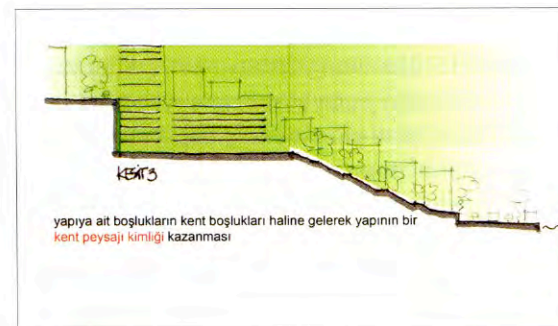 KESİT 3
yapıya ait boşlukların kent boşlukları haline gelerek yapının bir
kent peysajı kimliği kazanması